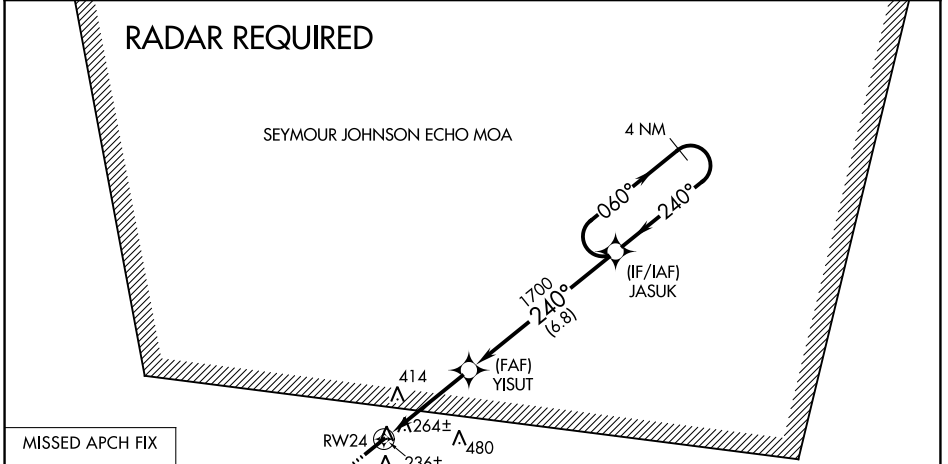 RADAR REQUIRED
SEYMOUR JOHNSON ECHO MOA
4 NM
060°
240°
(IF/IAF)
JASUK
1700
240°
(6.8)
(FAF)
YISUT
414
264±
480
RW24
236±
MISSED APCH FIX